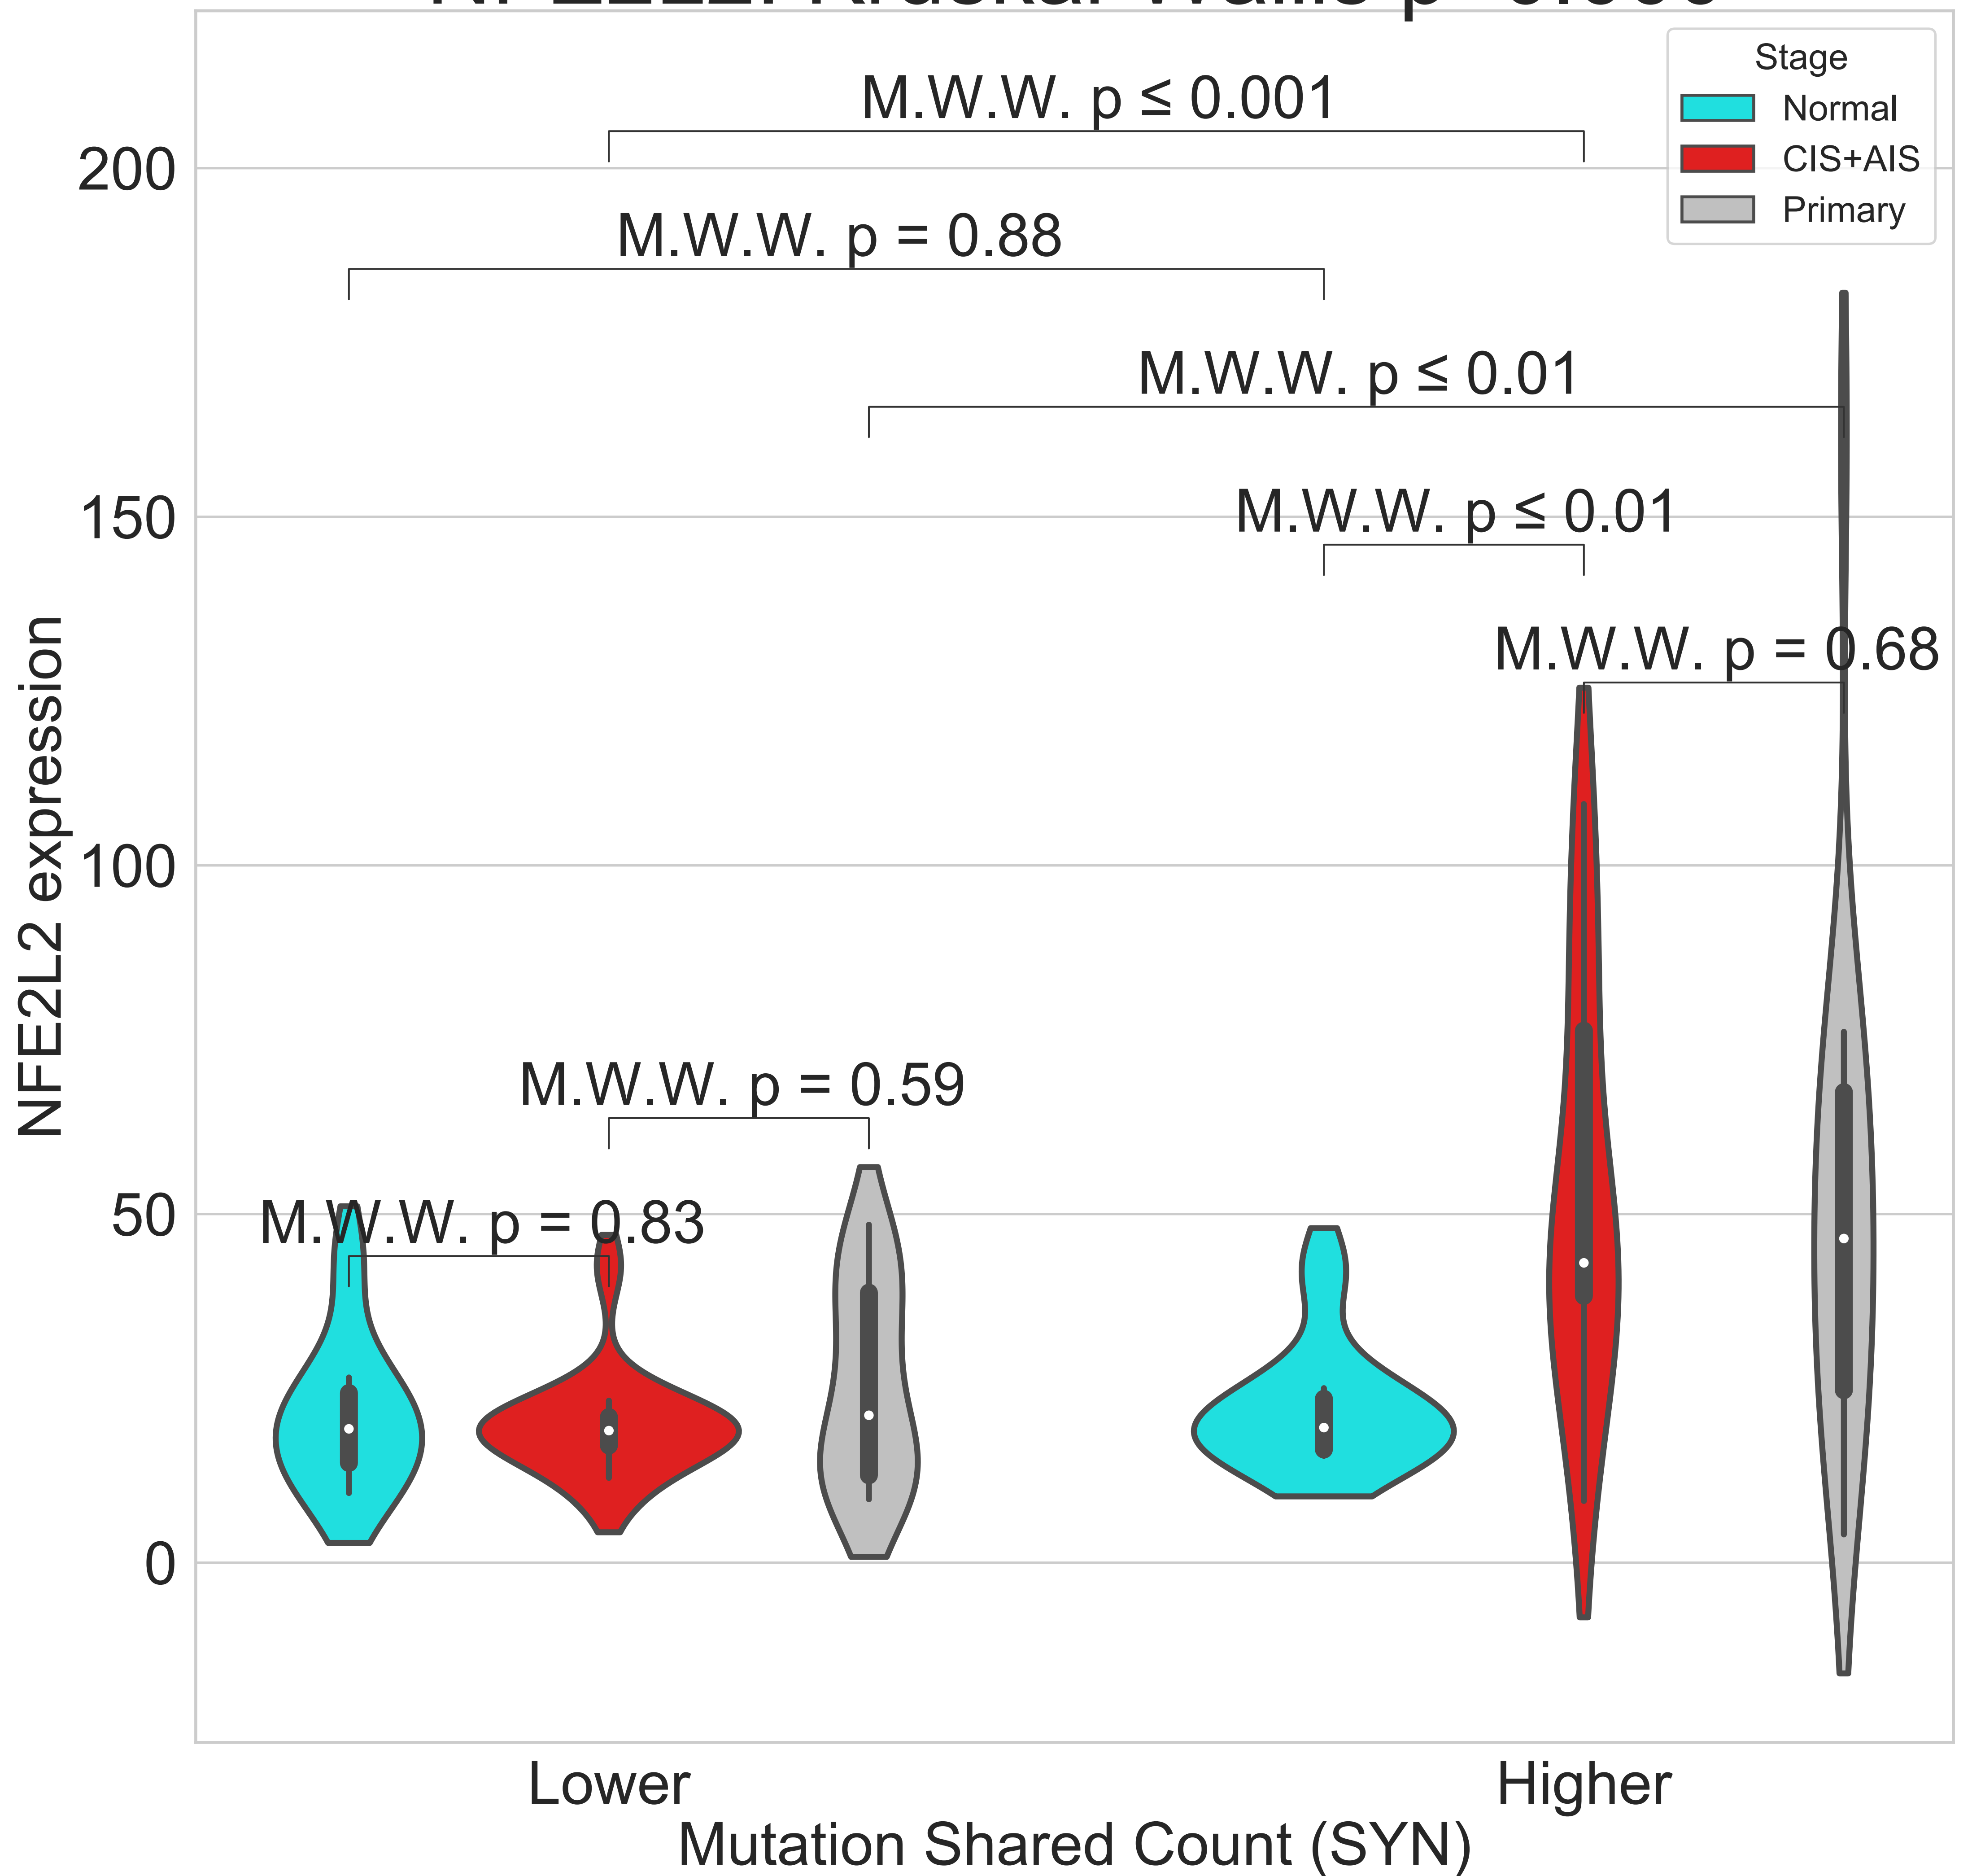 Stage
Normal
CIS+AIS
Primary
M.W.W. p ≤ 0.001
M.W.W. p = 0.88
M.W.W. p ≤ 0.01
M.W.W. p ≤ 0.01
M.W.W. p = 0.68
M.W.W. p = 0.59
M.W.W. p = 0.83
200
150
100
50
0
NFE2L2 expression
Lower
Higher
Mutation Shared Count (SYN)